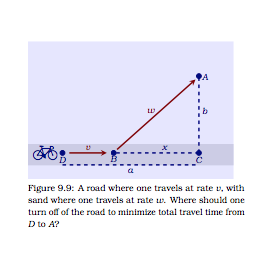 A
w
b
v
x
D
B
C
a
Figure 9.9: A road where one travels at rate v, with
sand where one travels at rate w. Where should one
turn off of the road to minimize total travel time from
D to A?